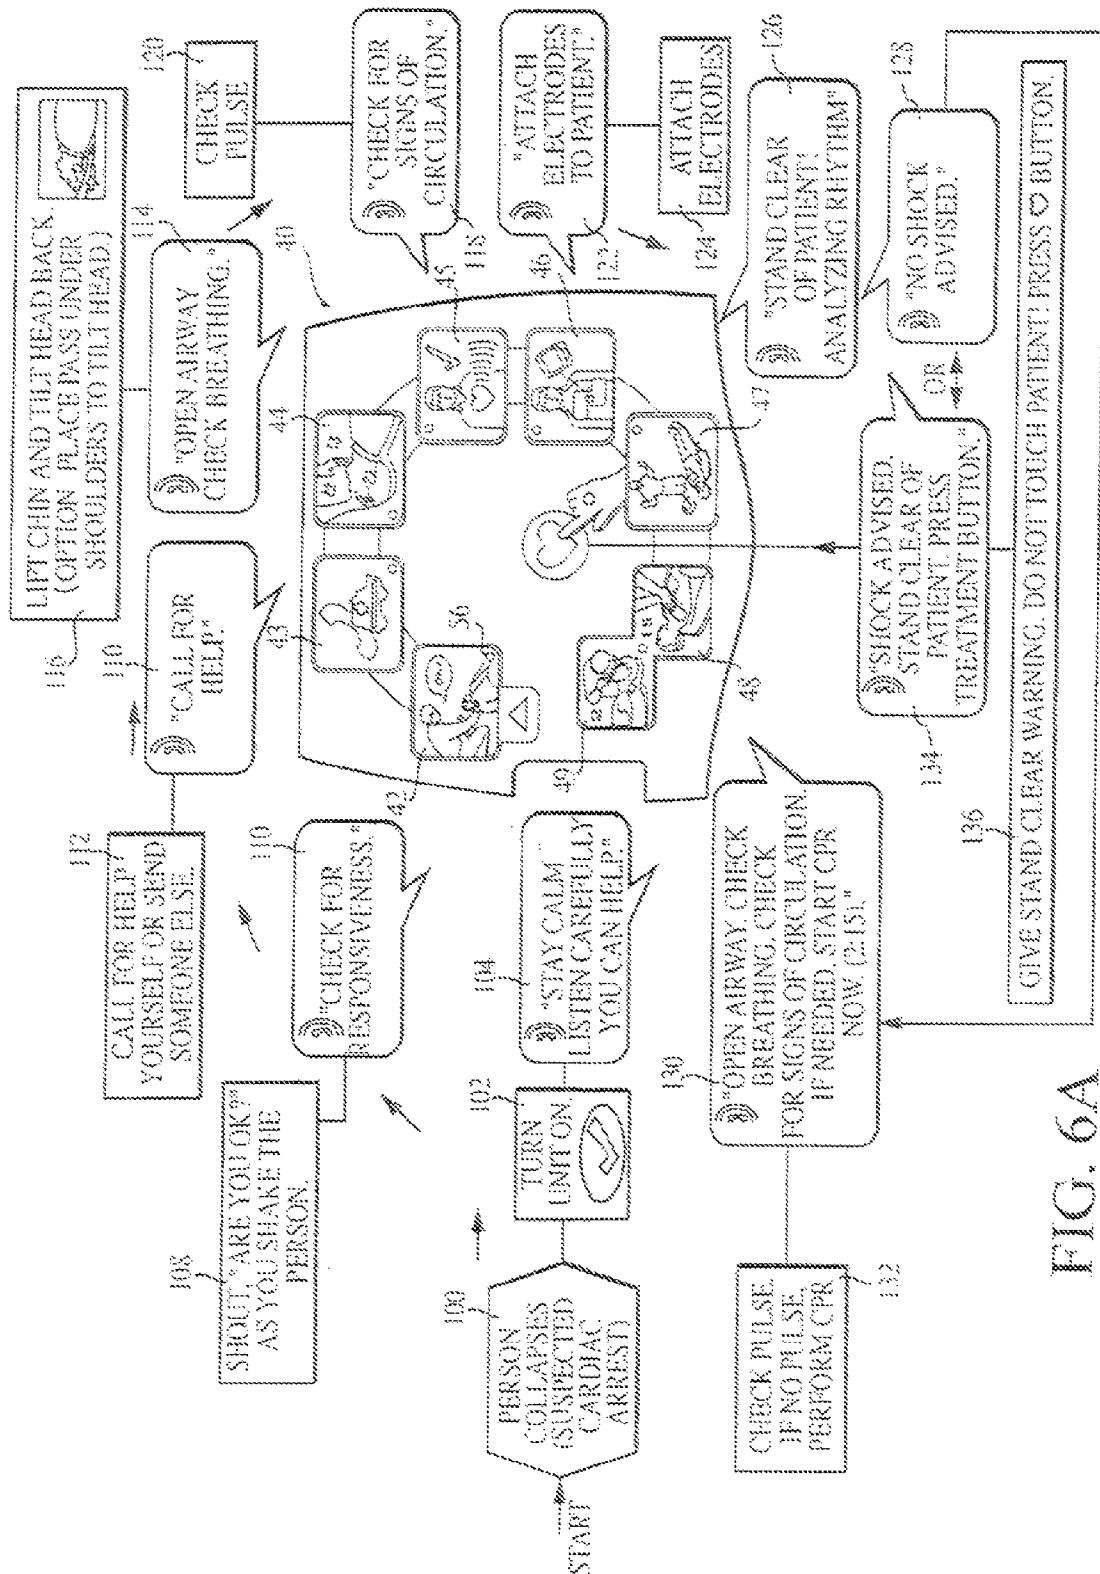 START
100
PERSON
COLLAPSES
(SUSPECTED
CARDIAC
ARREST)
102
TURN
UNIT ON.
104
"STAY CALM
LISTEN CAREFULLY
YOU CAN HELP."
108
SHOUT, "ARE YOU OK?"
AS YOU SHAKE THE
PERSON.
110
"CHECK FOR
RESPONSIVENESS."
112
CALL FOR HELP
YOURSELF OR SEND
SOMEONE ELSE.
110
"CALL FOR
HELP."
116
LIFT CHIN AND TILT HEAD BACK.
(OPTION PLACE PASS UNDER
SHOULDERS TO TILT HEAD.)
114
"OPEN AIRWAY
CHECK BREATHING."
120
CHECK
PULSE
118
"CHECK FOR
SIGNS OF
CIRCULATION."
122
"ATTACH
ELECTRODES
TO PATIENT."
124
ATTACH
ELECTRODES
126
"STAND CLEAR
OF PATIENT!
ANALYZING RHYTHM"
128
"NO SHOCK
ADVISED."
OR
134
"SHOCK ADVISED.
STAND CLEAR OF
PATIENT. PRESS
TREATMENT BUTTON."
136
GIVE STAND CLEAR WARNING. DO NOT TOUCH PATIENT! PRESS ♡ BUTTON.
130
"OPEN AIRWAY. CHECK
BREATHING. CHECK
FOR SIGNS OF CIRCULATION.
IF NEEDED, START CPR
NOW. (2:15)."
132
CHECK PULSE.
IF NO PULSE,
PERFORM CPR
40
42
43
44
45
46
47
48
49
56
FIG. 6A